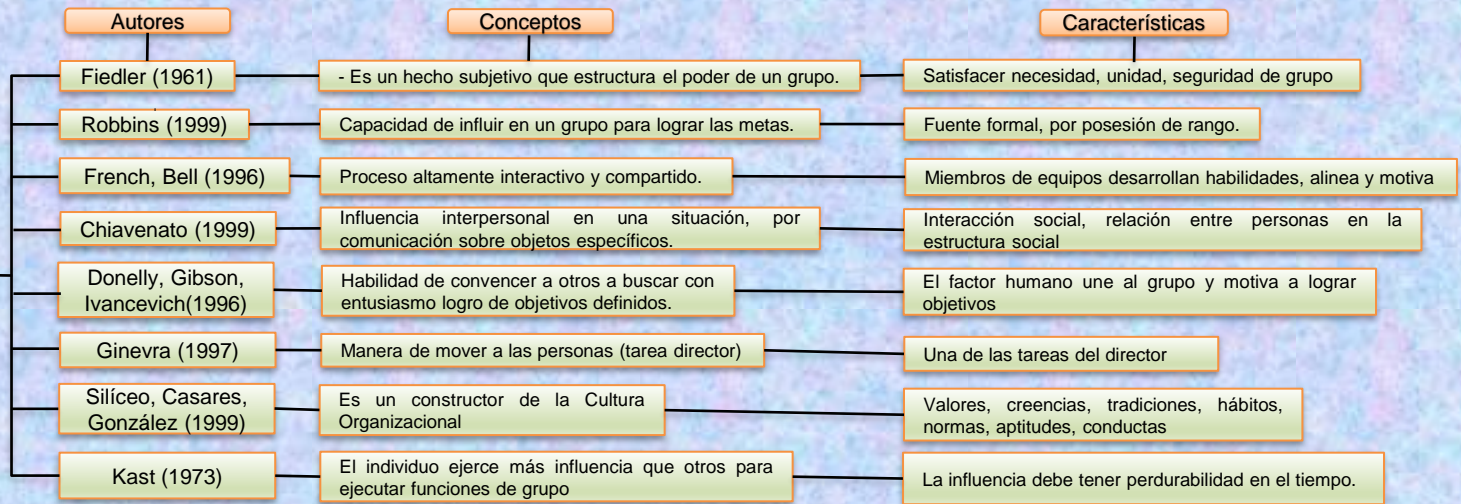 Autores
Conceptos
Características
Fiedler (1961)
- Es un hecho subjetivo que estructura el poder de un grupo.
Satisfacer necesidad, unidad, seguridad de grupo
Robbins (1999)
Capacidad de influir en un grupo para lograr las metas.
Fuente formal, por posesión de rango.
French, Bell (1996)
Proceso altamente interactivo y compartido.
Miembros de equipos desarrollan habilidades, alinea y motiva
Chiavenato (1999)
Influencia interpersonal en una situación, por
comunicación sobre objetos específicos.
Interacción social, relación entre personas en la
estructura social
Donelly, Gibson,
Ivancevich(1996)
Habilidad de convencer a otros a buscar con
entusiasmo logro de objetivos definidos.
El factor humano une al grupo y motiva a lograr
objetivos
Ginevra (1997)
Manera de mover a las personas (tarea director)
Una de las tareas del director
Silíceo, Casares,
González (1999)
Es un constructor de la Cultura
Organizacional
Valores, creencias, tradiciones, hábitos,
normas, aptitudes, conductas
Kast (1973)
El individuo ejerce más influencia que otros para
ejecutar funciones de grupo
La influencia debe tener perdurabilidad en el tiempo.